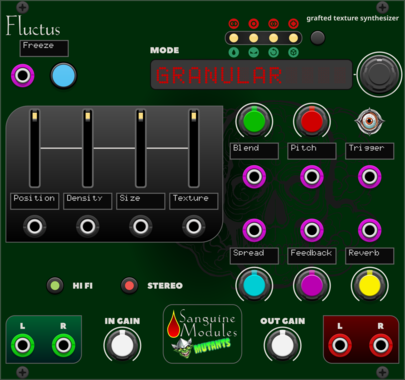 Fluctus
grafted texture synthesizer
Freeze
MODE
GRANULAR
Blend
Pitch
Trigger
Position
Density
Size
Texture
Spread
Feedback
Reverb
HI FI
STEREO
L
R
IN GAIN
Sanguine
Modules
MUTANTS
OUT GAIN
L
R